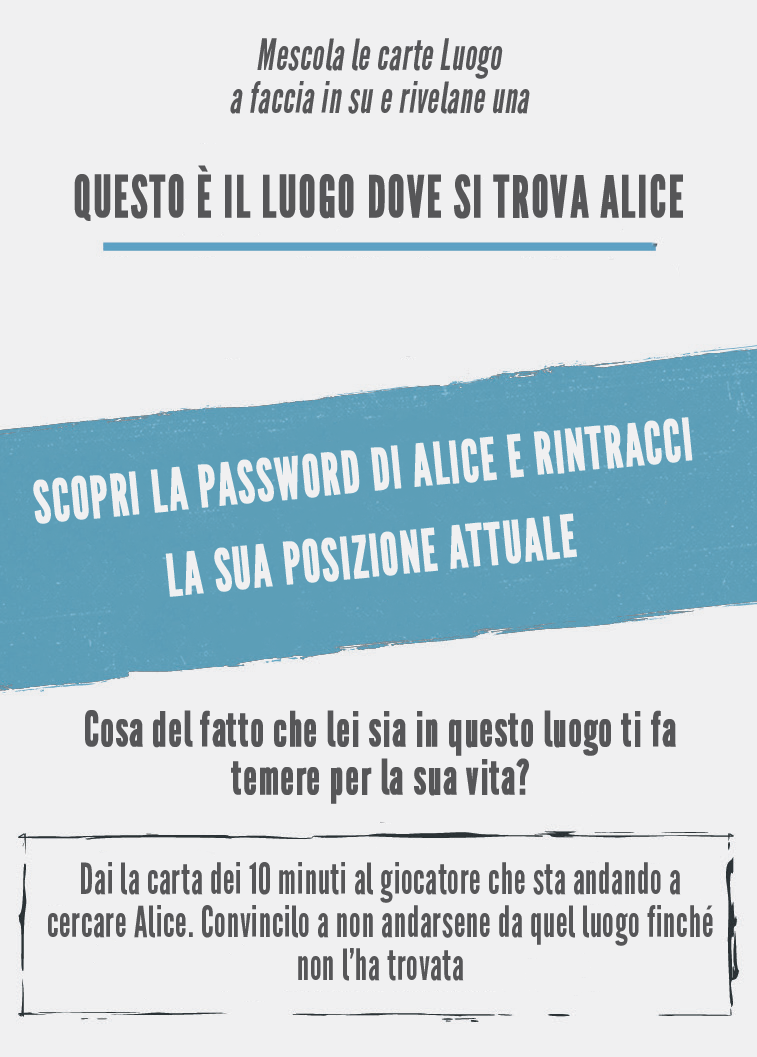 Mescola le carte Luogo
a faccia in su e rivelane una
QUESTO È IL LUOGO DOVE SI TROVA ALICE
SCOPRI LA PASSWORD DI ALICE E RINTRACCI
LA SUA POSIZIONE ATTUALE
Cosa del fatto che lei sia in questo luogo ti fa
temere per la sua vita?
Dai la carta dei 10 minuti al giocatore che sta andando a
cercare Alice. Convincilo a non andarsene da quel luogo finché
non l'ha trovata